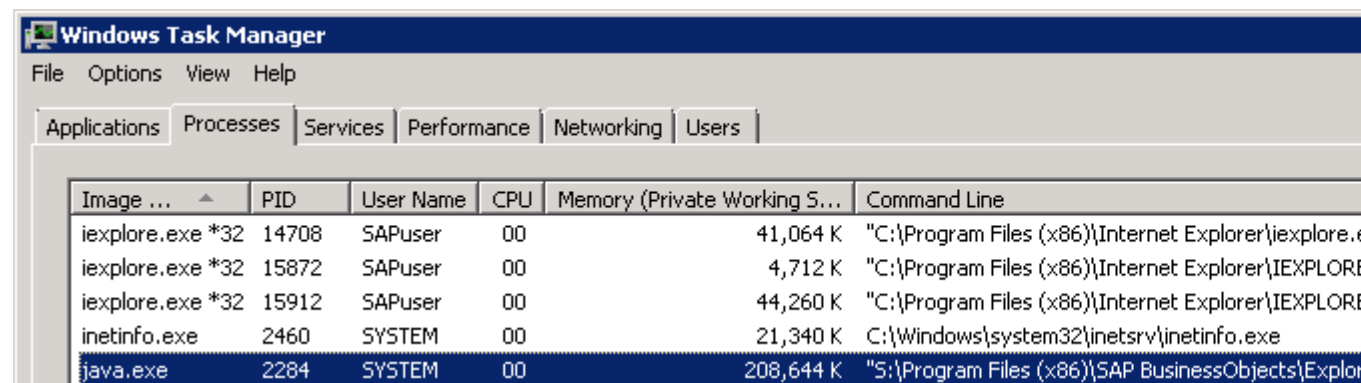 Windows Task Manager
File Options View Help
Applications Processes Services Performance Networking Users
Image ... PID User Name CPU Memory (Private Working S... Command Line
iexplore.exe *32 14708 SAPuser 00 41,064 K "C:\Program Files (x86)\Internet Explorer\iexplore.e
iexplore.exe *32 15872 SAPuser 00 4,712 K "C:\Program Files (x86)\Internet Explorer\IEXPLORE
iexplore.exe *32 15912 SAPuser 00 44,260 K "C:\Program Files (x86)\Internet Explorer\IEXPLORE
inetinfo.exe 2460 SYSTEM 00 21,340 K C:\Windows\system32\inetsrv\inetinfo.exe
java.exe 2284 SYSTEM 00 208,644 K "S:\Program Files (x86)\SAP BusinessObjects\Explor